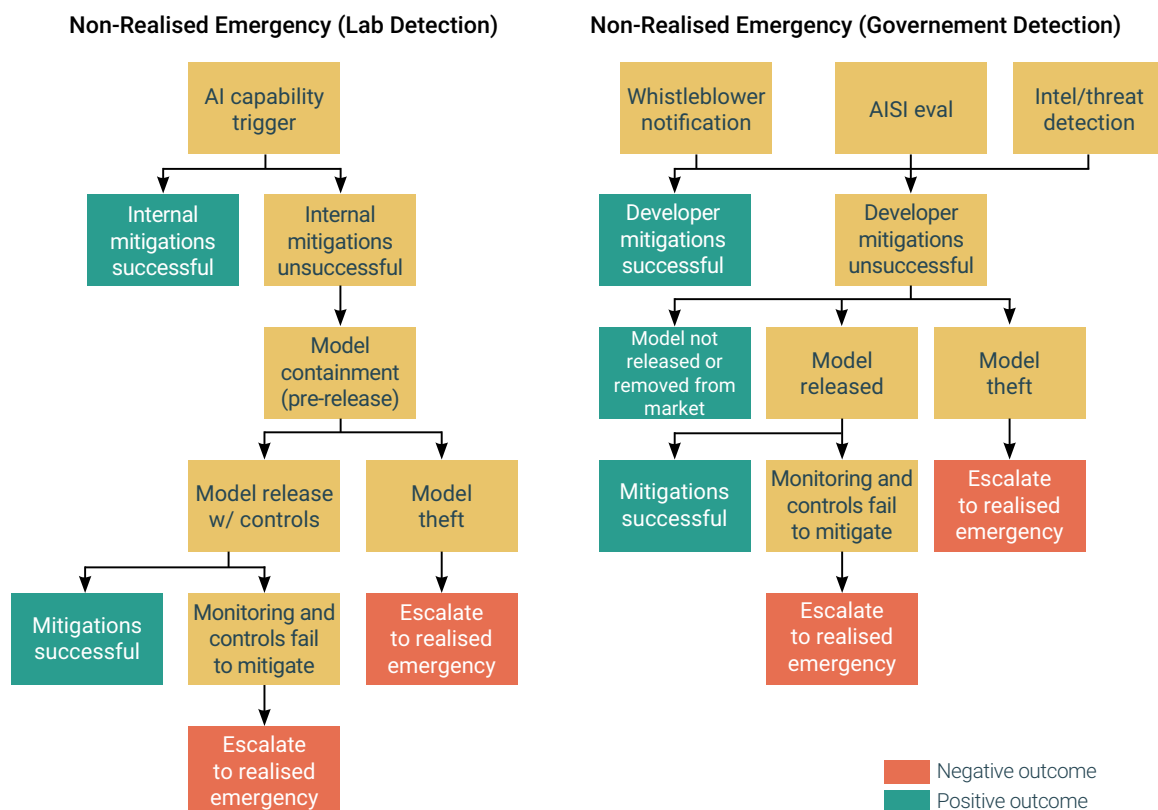 Non-Realised Emergency (Lab Detection)
AI capability
trigger
Internal
mitigations
successful
Internal
mitigations
unsuccessful
Model
containment
(pre-release)
Model release
w/ controls
Model
theft
Mitigations
successful
Monitoring and
controls fail
to mitigate
Escalate
to realised
emergency
Escalate
to realised
emergency
Non-Realised Emergency (Governement Detection)
Whistleblower
notification
AISI eval
Intel/threat
detection
Developer
mitigations
successful
Developer
mitigations
unsuccessful
Model not
released or
removed from
market
Model
released
Model
theft
Mitigations
successful
Monitoring and
controls fail
to mitigate
Escalate
to realised
emergency
Escalate
to realised
emergency
Negative outcome
Positive outcome